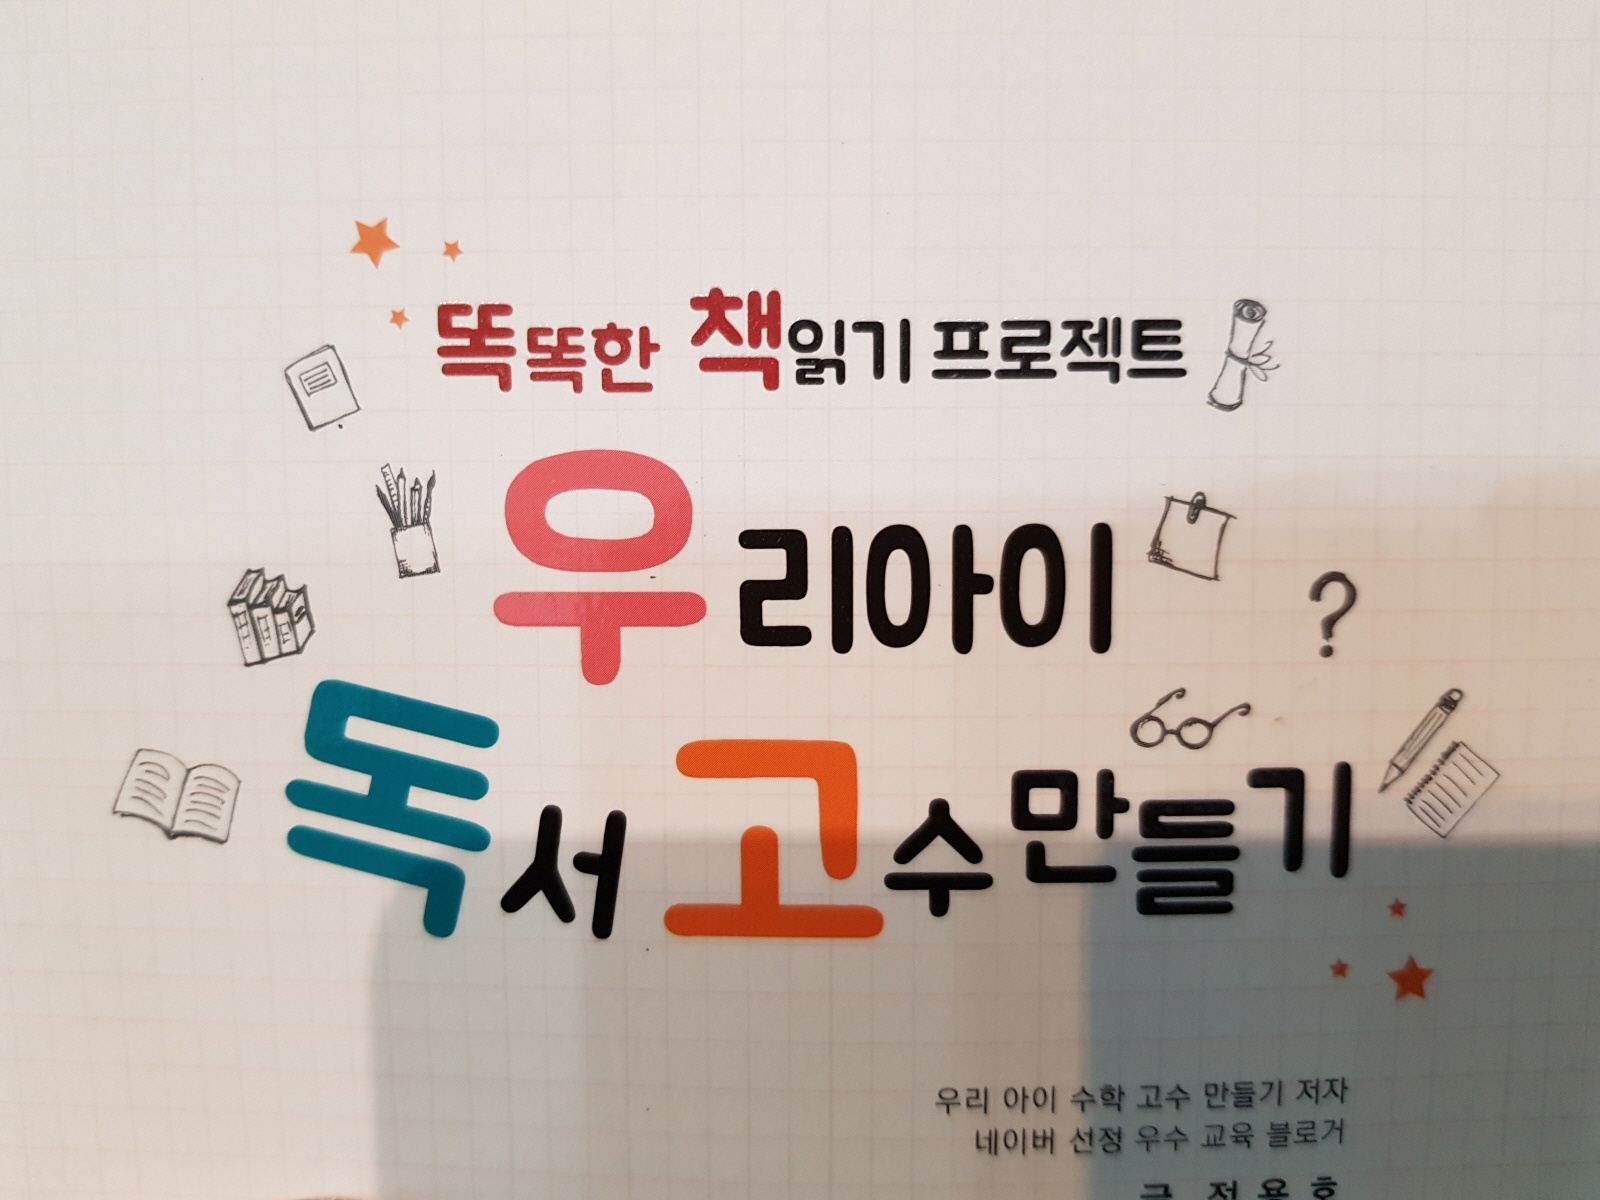 똑똑한 책읽기 프로젝트
우리아이
독서 고수만들기
?
우리 아이 수학 고수 만들기 저자
네이버 선정 우수 교육 블로거